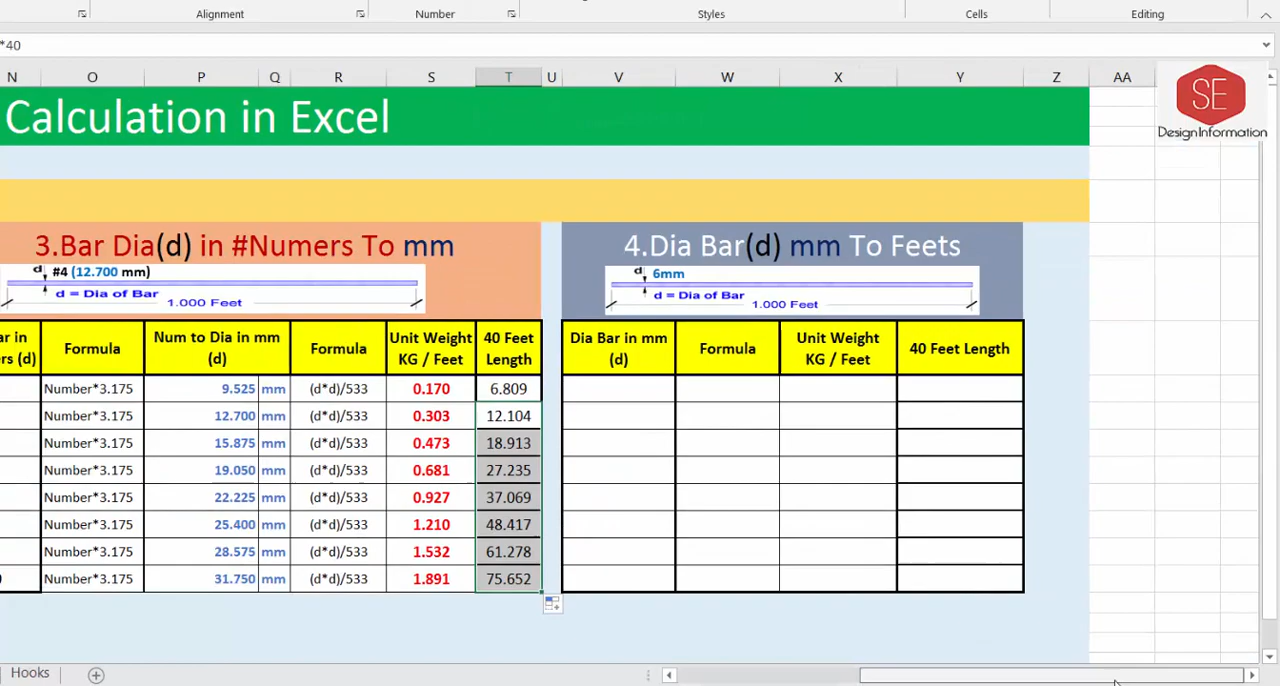 Alignment
Number
Styles
Cells
Editing
*40
N O P Q R S T U V W X Y Z AA
SE
DesignInformation
Calculation in Excel
3.Bar Dia(d) in #Numers To mm
4.Dia Bar(d) mm To Feets
d
#4 (12.700 mm)
d = Dia of Bar
1.000 Feet
d
6mm
d = Dia of Bar
1.000 Feet
ar in
rs (d)
Formula
Num to Dia in mm
(d)
Formula
Unit Weight
KG / Feet
40 Feet
Length
Dia Bar in mm
(d)
Formula
Unit Weight
KG / Feet
40 Feet Length
Number*3.175 9.525 mm (d*d)/533 0.170 6.809
Number*3.175 12.700 mm (d*d)/533 0.303 12.104
Number*3.175 15.875 mm (d*d)/533 0.473 18.913
Number*3.175 19.050 mm (d*d)/533 0.681 27.235
Number*3.175 22.225 mm (d*d)/533 0.927 37.069
Number*3.175 25.400 mm (d*d)/533 1.210 48.417
Number*3.175 28.575 mm (d*d)/533 1.532 61.278
0 Number*3.175 31.750 mm (d*d)/533 1.891 75.652
Hooks